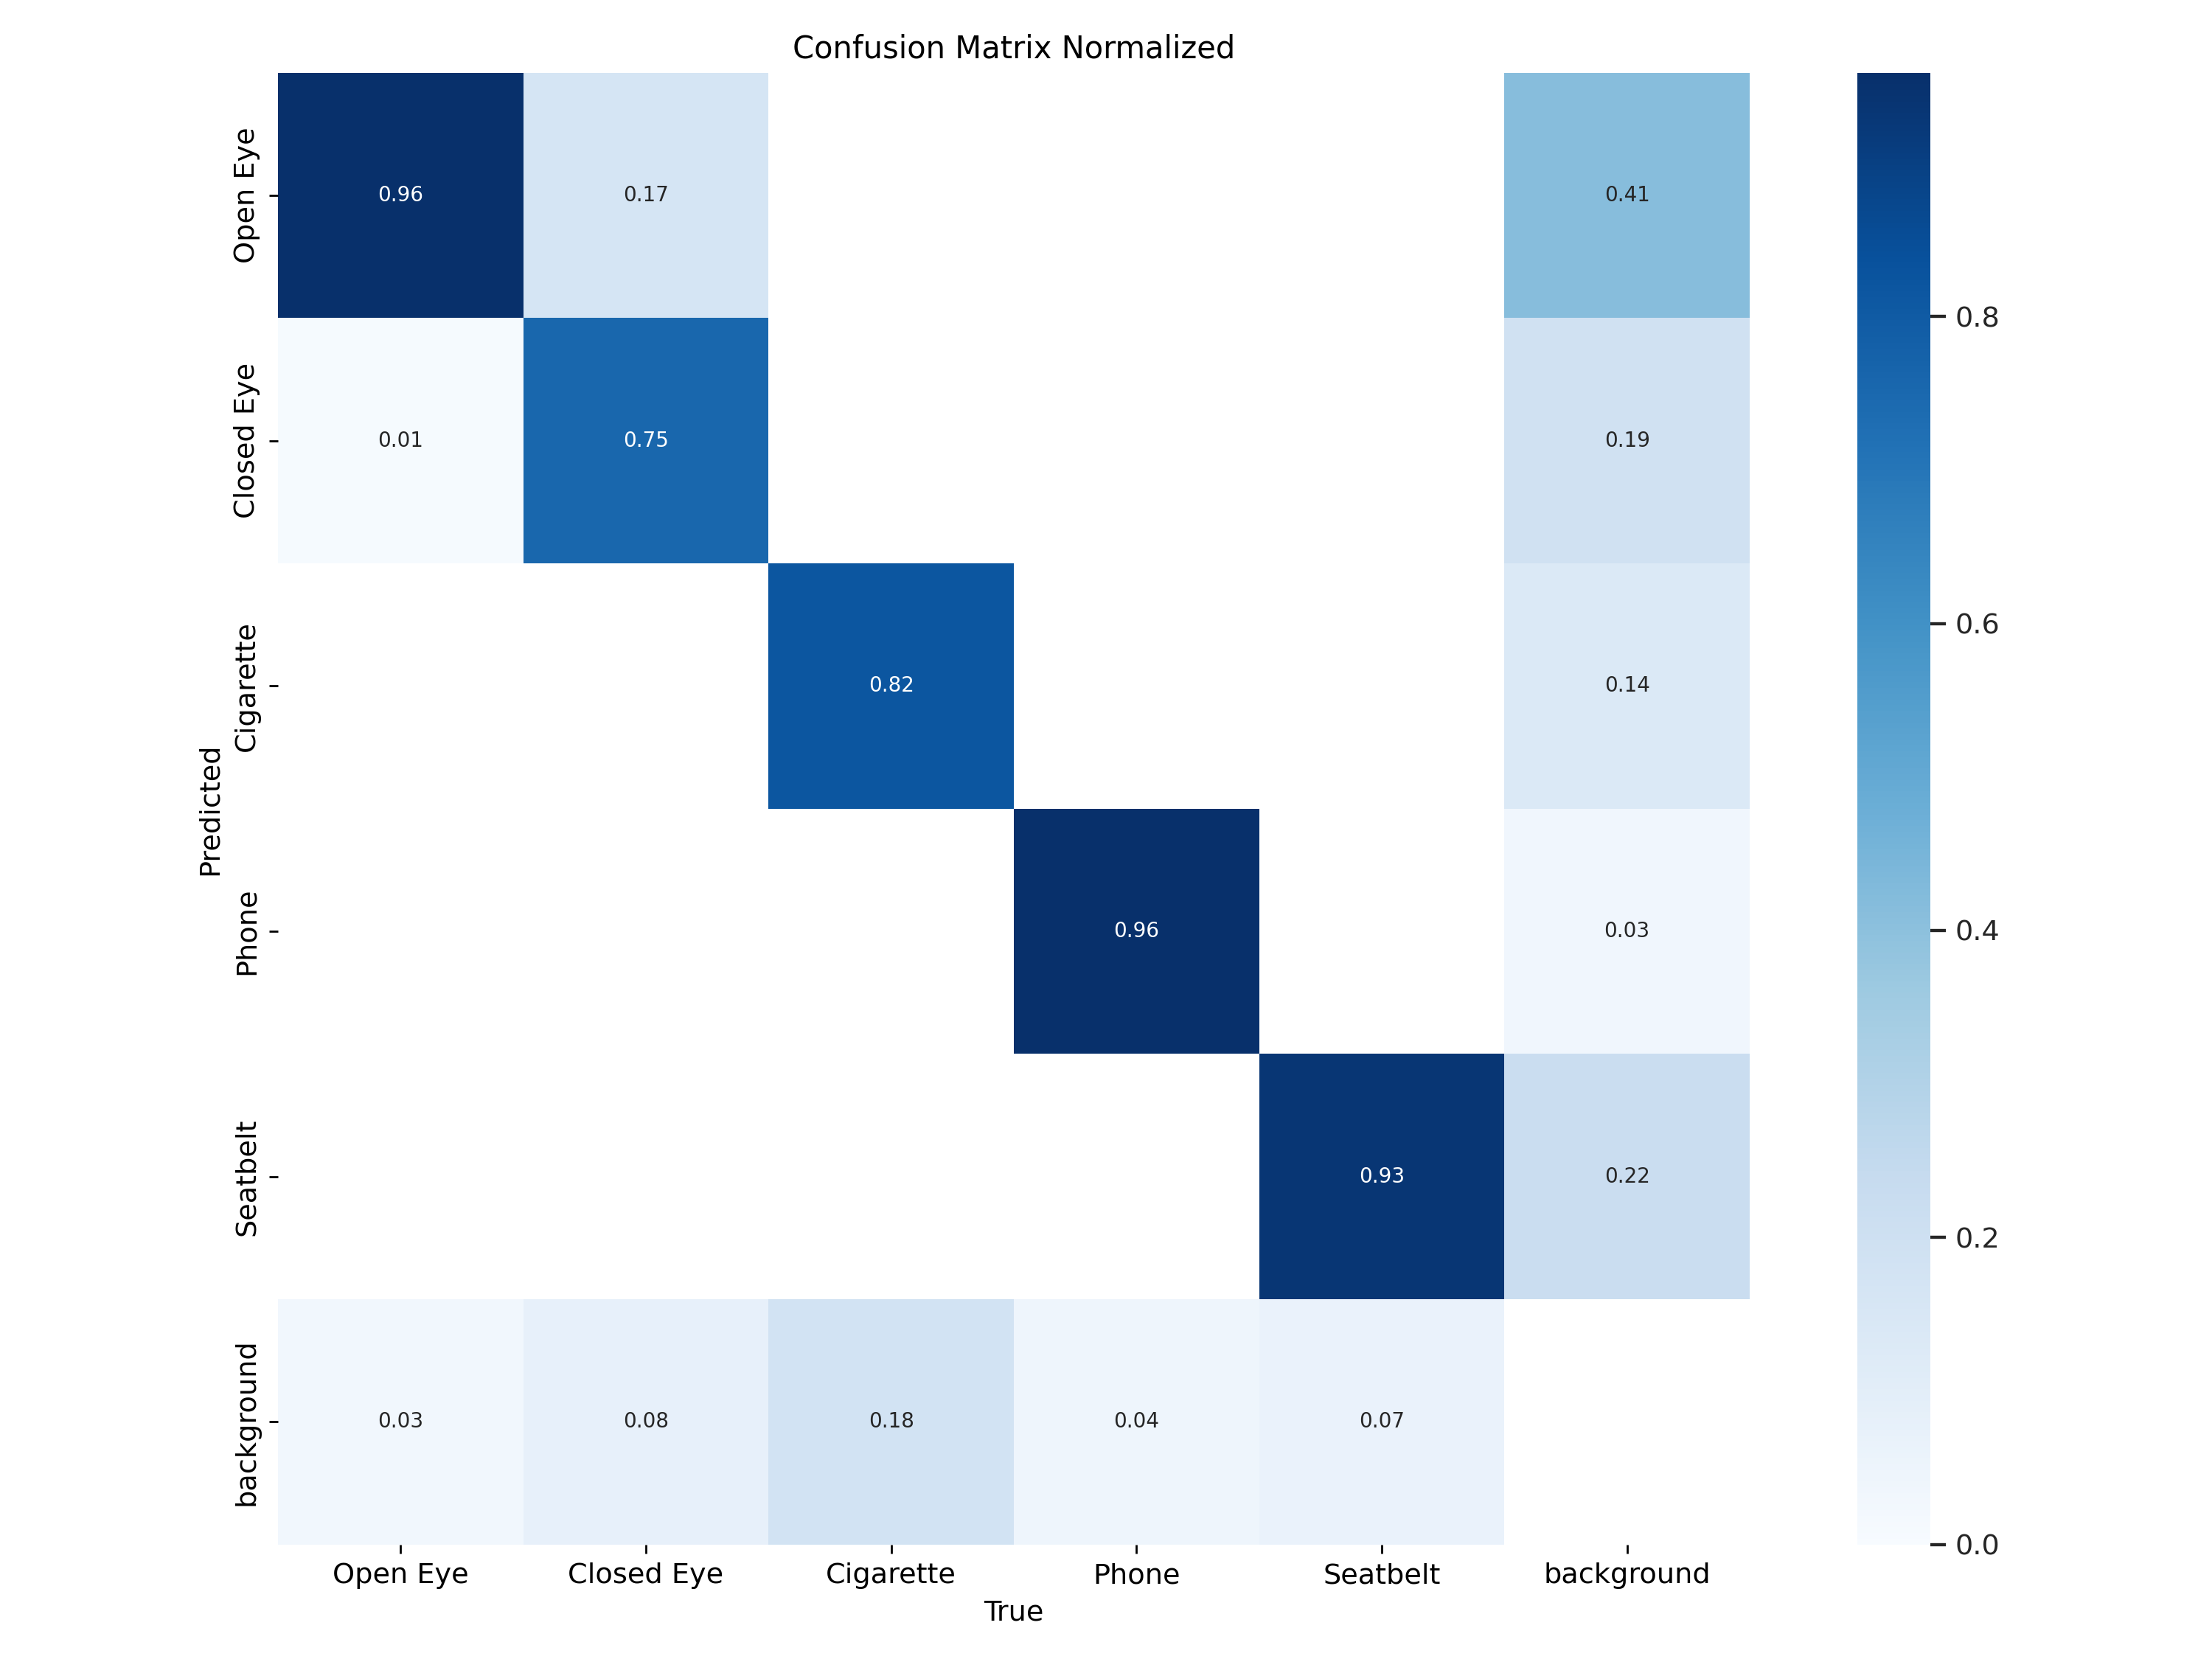 Confusion Matrix Normalized
Open Eye
0.96
0.17
0.41
Closed Eye
0.01
0.75
0.19
Cigarette
0.82
0.14
Phone
0.96
0.03
Seatbelt
0.93
0.22
background
0.03
0.08
0.18
0.04
0.07
Predicted
Open Eye
Closed Eye
Cigarette
Phone
Seatbelt
background
True
0.8
0.6
0.4
0.2
0.0